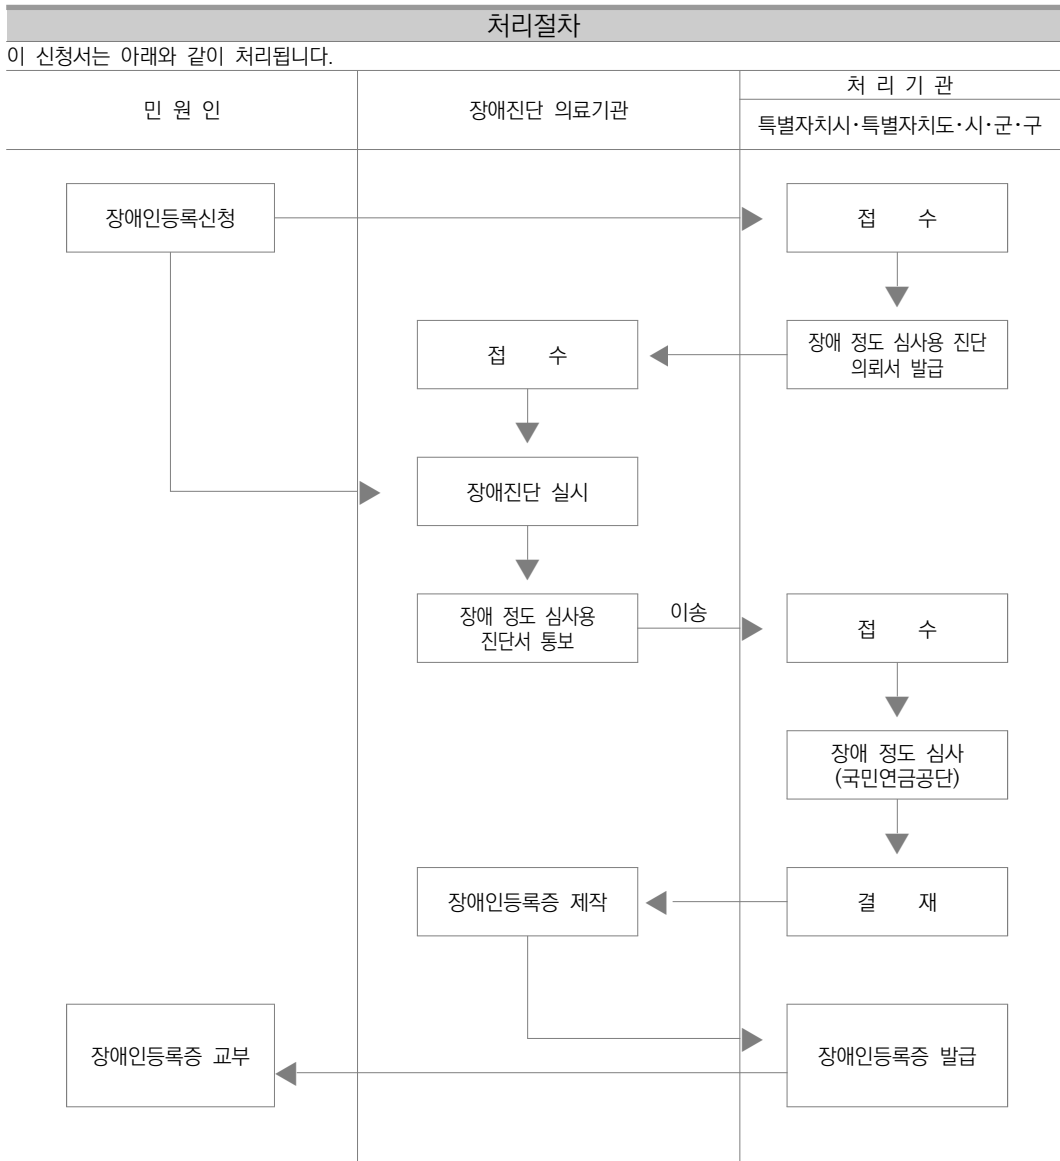 처리절차
이 신청서는 아래와 같이 처리됩니다.
민 원 인
장애진단 의료기관
처 리 기 관
특별자치시·특별자치도·시·군·구
장애인등록신청
접 수
접 수
장애 정도 심사용 진단
의뢰서 발급
장애진단 실시
장애 정도 심사용
진단서 통보
이송
접 수
장애 정도 심사
(국민연금공단)
장애인등록증 제작
결 재
장애인등록증 교부
장애인등록증 발급